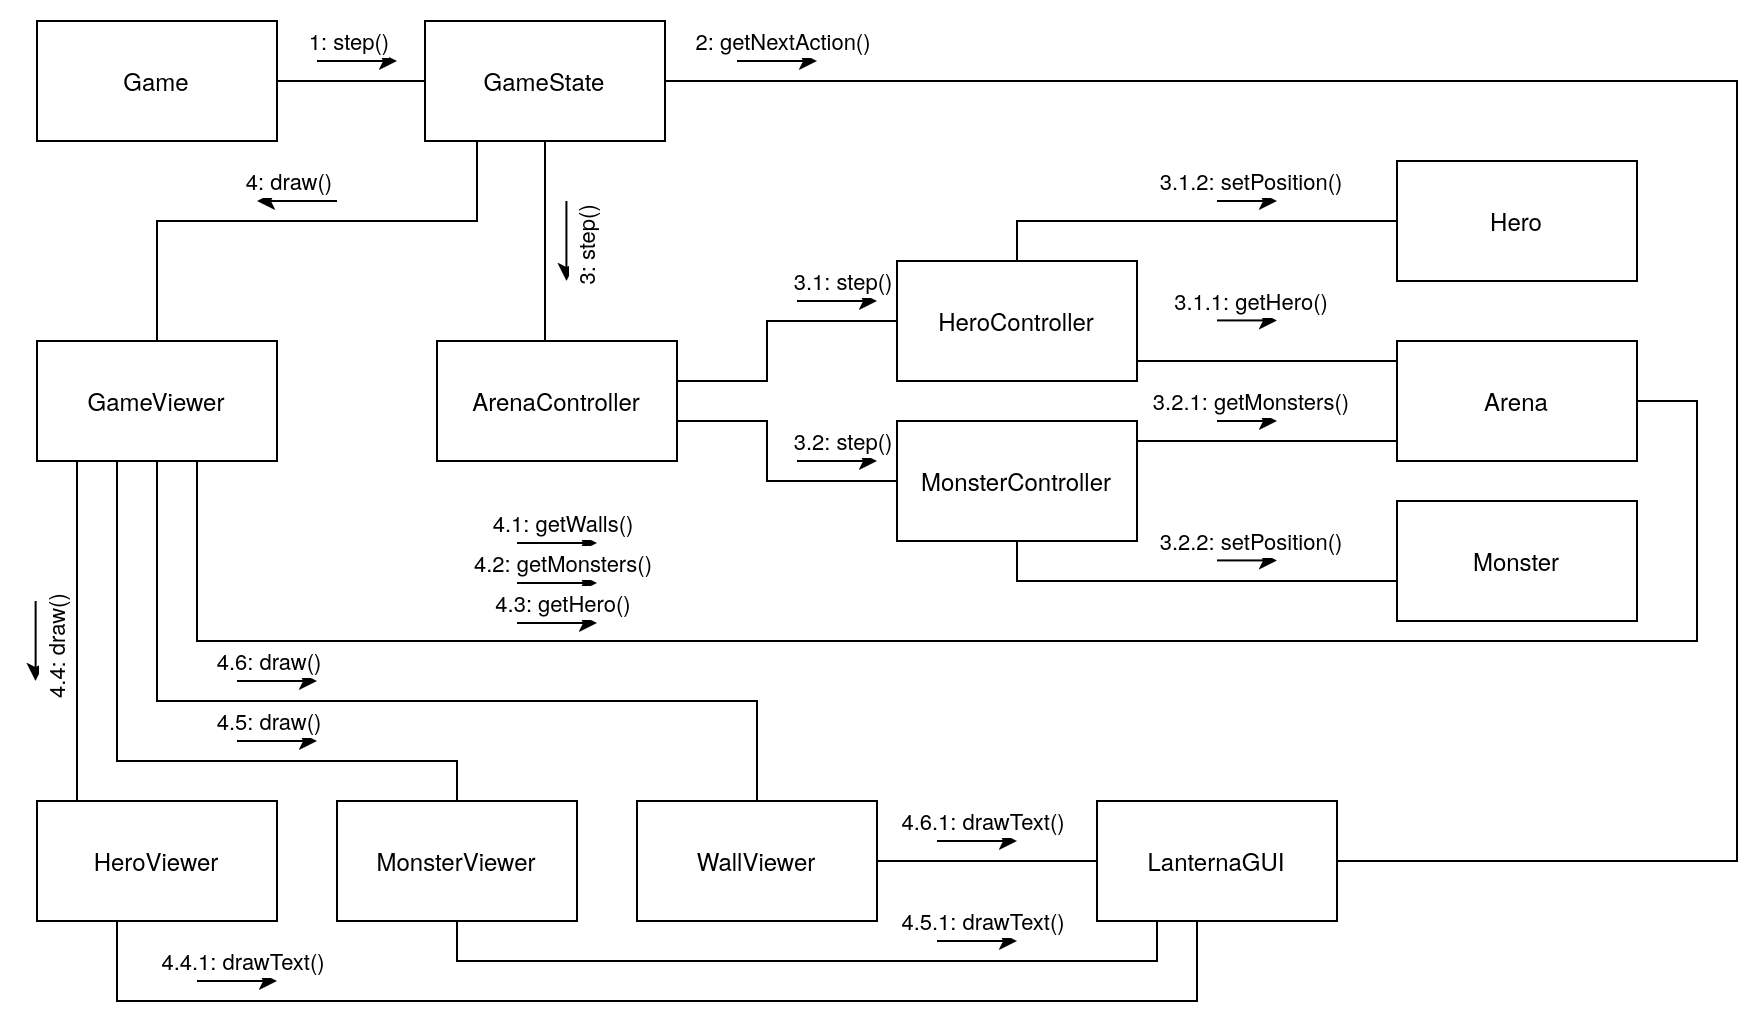 1: step()
2: getNextAction()
Game
GameState
4: draw()
3: step()
3.1.2: setPosition()
Hero
3.1: step()
HeroController
3.1.1: getHero()
GameViewer
ArenaController
3.2.1: getMonsters()
Arena
3.2: step()
MonsterController
4.1: getWalls()
3.2.2: setPosition()
4.2: getMonsters()
Monster
4.3: getHero()
4.4: draw()
4.6: draw()
4.5: draw()
4.6.1: drawText()
HeroViewer
MonsterViewer
WallViewer
LanternaGUI
4.5.1: drawText()
4.4.1: drawText()